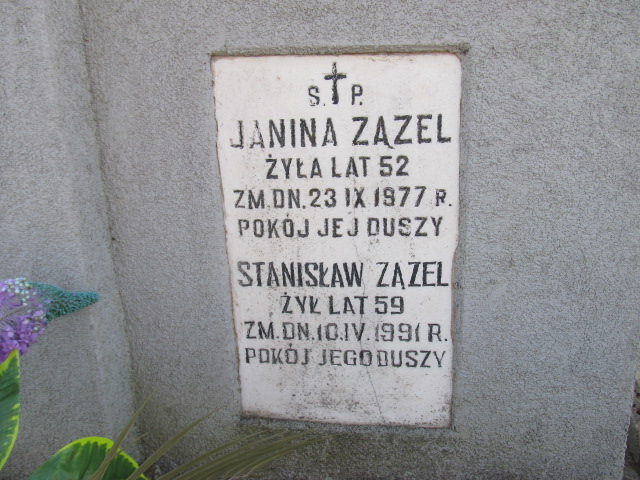 S. P.
JANINA ZĄZEL
ŻYŁA LAT 52
ZM.DN.23 IX 1977 R.
POKÓJ JEJ DUSZY
STANISŁAW ZĄZEL
ŻYŁ LAT 59
ZM.DN.10.IV.1991 R.
POKÓJ JEGO DUSZY